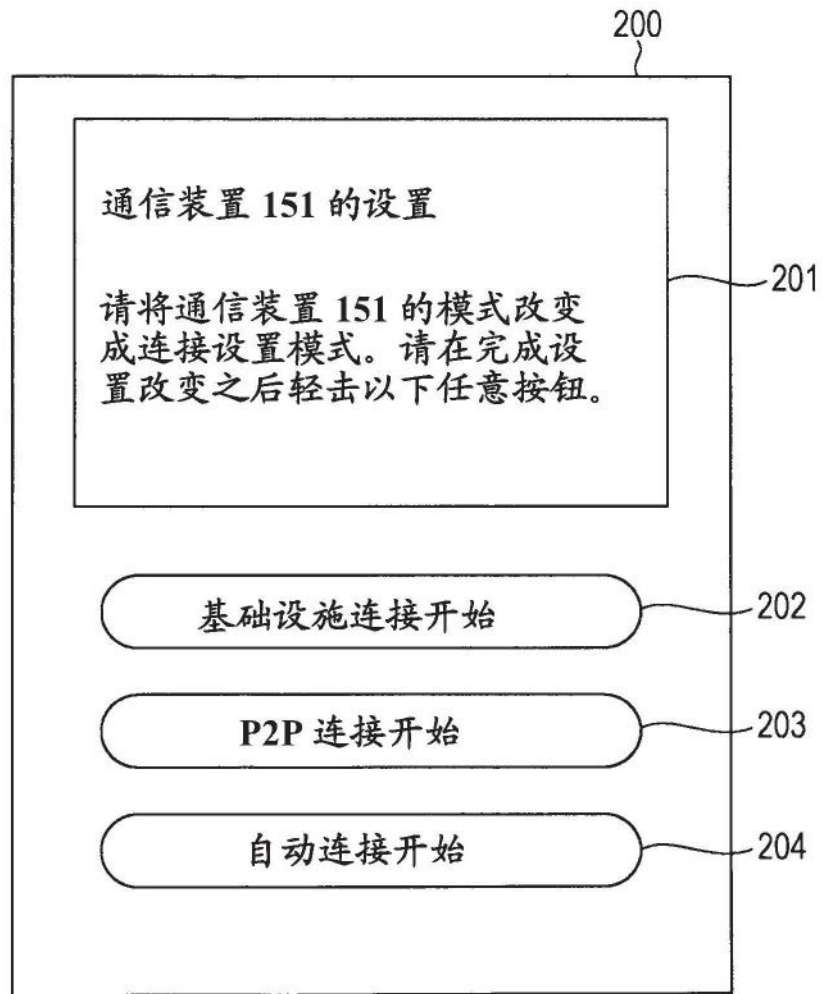 200
通信装置 151 的设置
201
请将通信装置 151 的模式改变
成连接设置模式。请在完成设
置改变之后轻击以下任意按钮。
基础设施连接开始
202
P2P 连接开始
203
自动连接开始
204